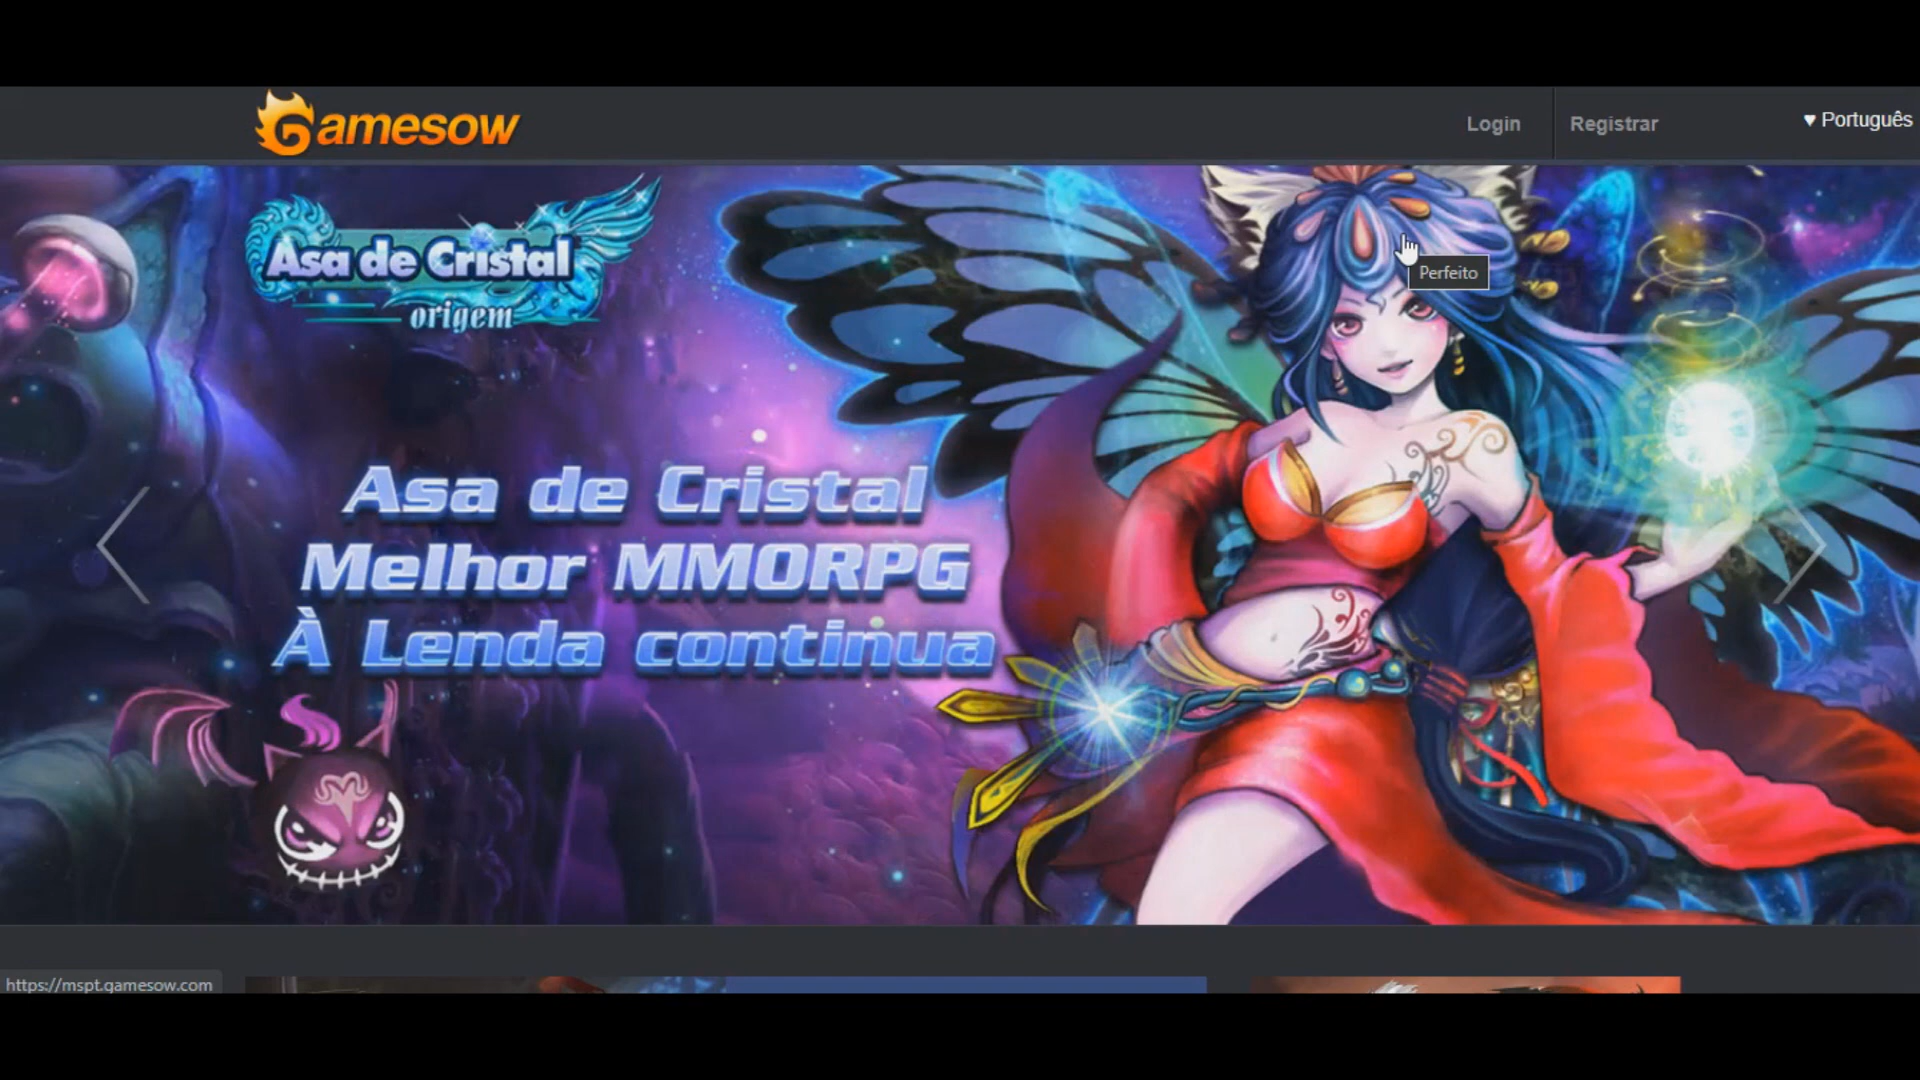 Gamesow
Login
Registrar
♥ Português
Asa de Cristal
origem
Perfeito
Asa de Cristal
Melhor MMORPG
À Lenda continua
https://mspt.gamesow.com